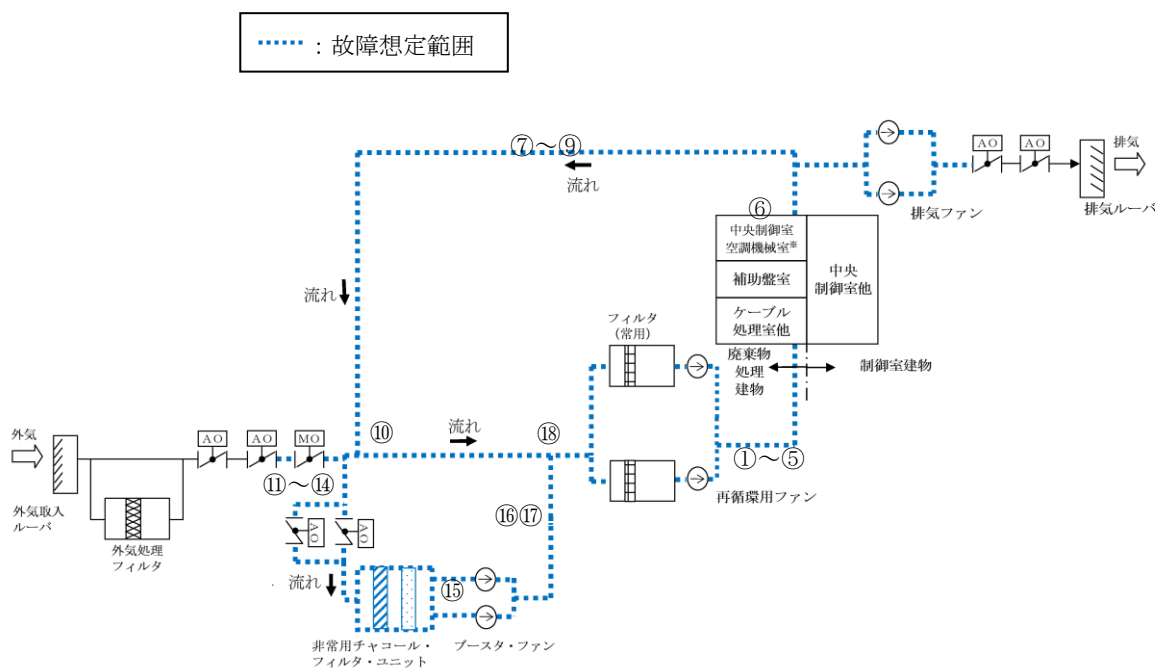 ：故障想定範囲
⑦～⑨
流れ
AO
AO
排気
排気ファン
排気ルーバ
⑥
中央制御室
空調機械室※
補助盤室
ケーブル
処理室他
中央
制御室他
流れ
フィルタ
(常用)
廃棄物
処理
建物
制御室建物
外気
AO
AO
MO
⑩
流れ
⑱
①～⑤
再循環用ファン
⑪～⑭
外気取入
ルーバ
外気処理
フィルタ
AO
AO
⑯⑰
流れ
⑮
非常用チャコール・
フィルタ・ユニット
ブースタ・ファン